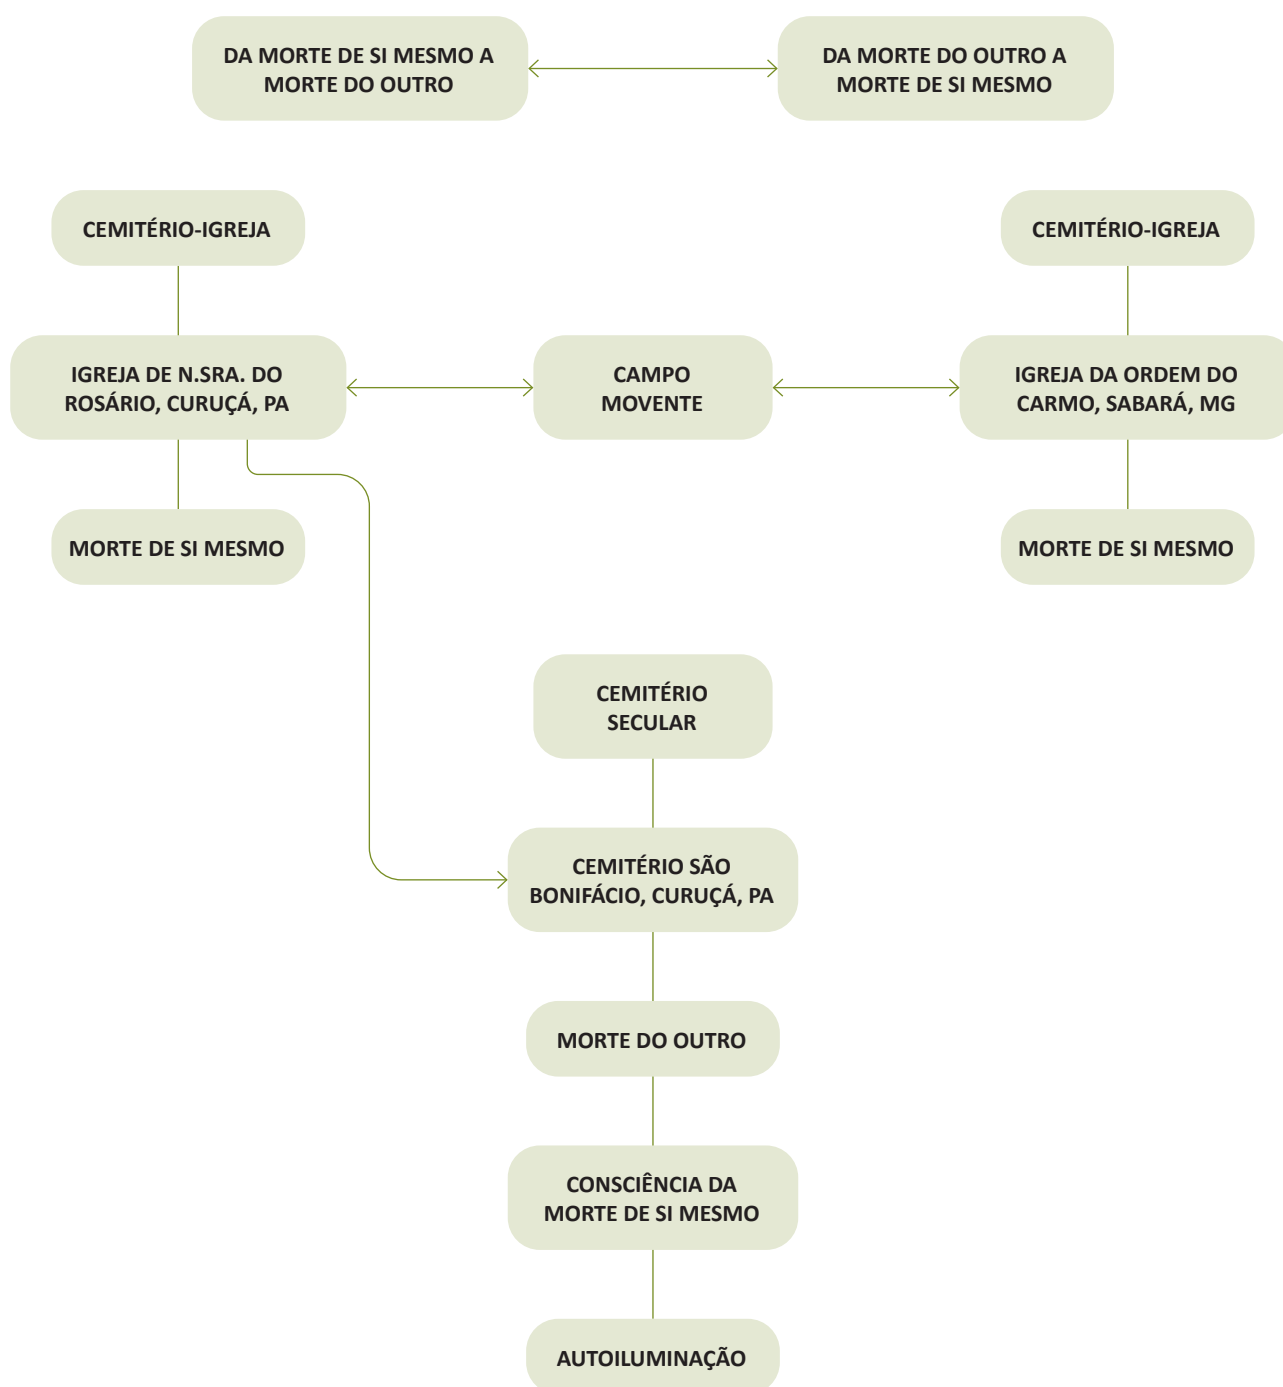 DA MORTE DE SI MESMO A
MORTE DO OUTRO
DA MORTE DO OUTRO A
MORTE DE SI MESMO
CEMITÉRIO-IGREJA
CEMITÉRIO-IGREJA
IGREJA DE N.SRA. DO
ROSÁRIO, CURUÇÁ, PA
CAMPO
MOVENTE
IGREJA DA ORDEM DO
CARMO, SABARÁ, MG
MORTE DE SI MESMO
MORTE DE SI MESMO
CEMITÉRIO
SECULAR
CEMITÉRIO SÃO
BONIFÁCIO, CURUÇÁ, PA
MORTE DO OUTRO
CONSCIÊNCIA DA
MORTE DE SI MESMO
AUTOILUMINAÇÃO